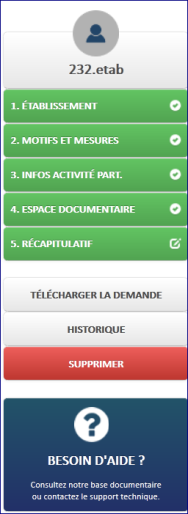 232.etab
1. ÉTABLISSEMENT
2. MOTIFS ET MESURES
3. INFOS ACTIVITÉ PART.
4. ESPACE DOCUMENTAIRE
5. RÉCAPITULATIF
TÉLÉCHARGER LA DEMANDE
HISTORIQUE
SUPPRIMER
?
BESOIN D'AIDE ?
Consultez notre base documentaire
ou contactez le support technique.